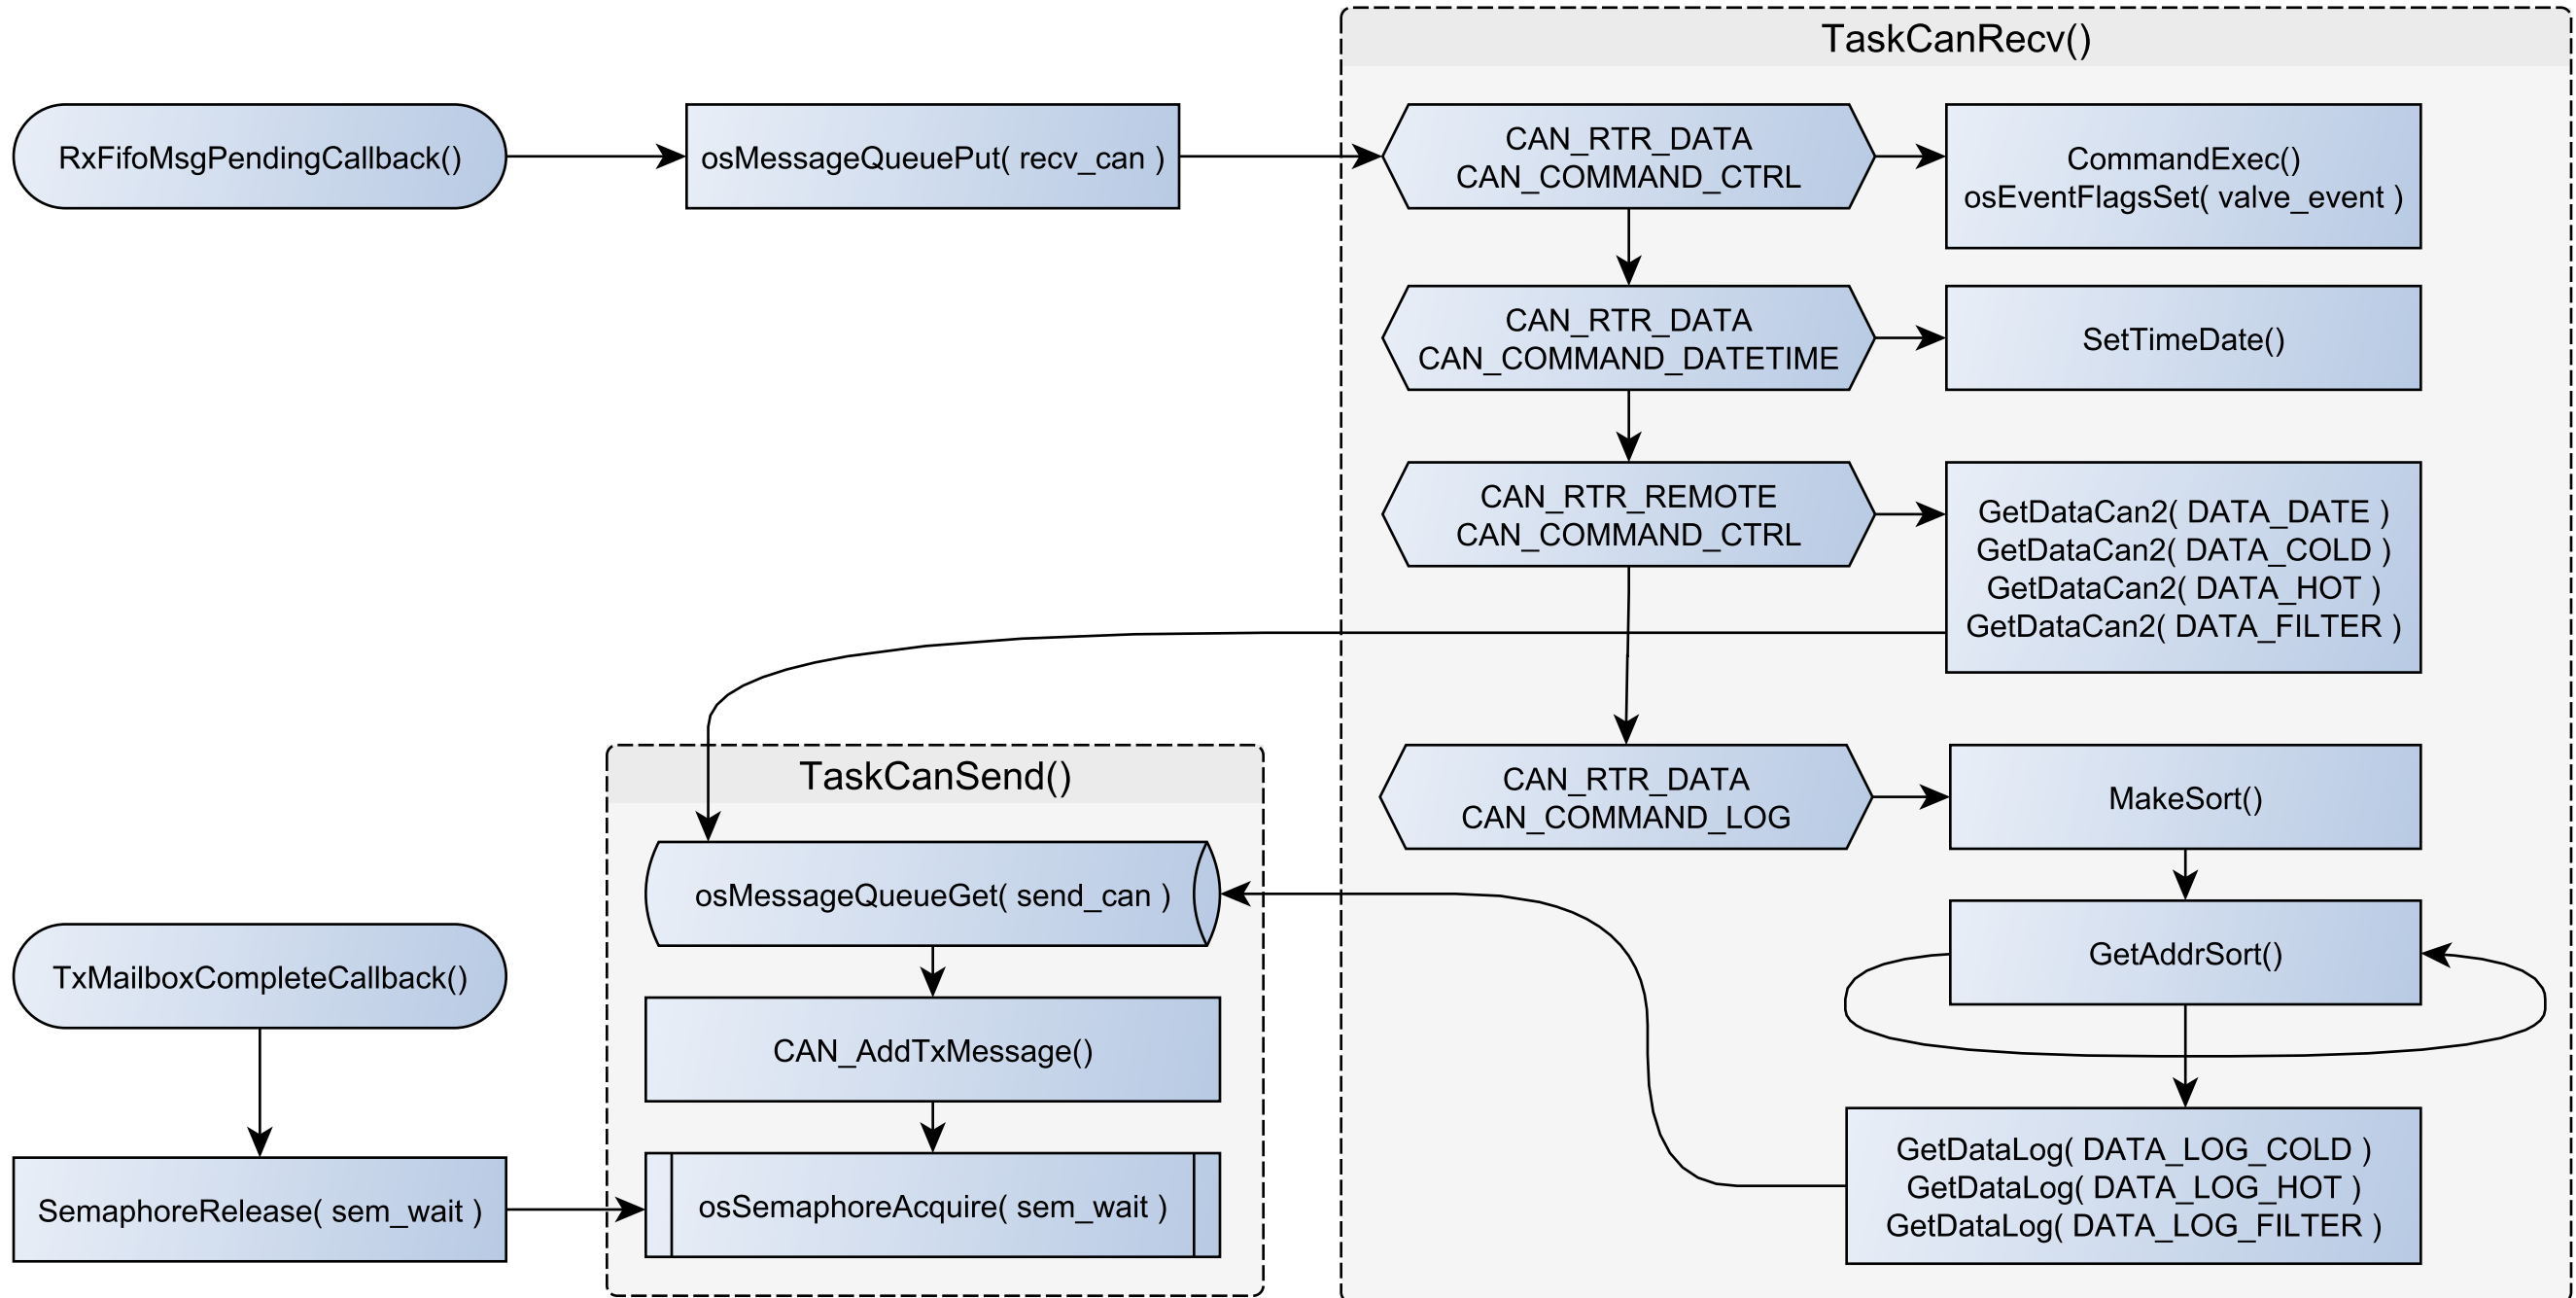 TaskCanRecv()
RxFifoMsgPendingCallback()
osMessageQueuePut( recv_can )
CAN_RTR_DATA
CAN_COMMAND_CTRL
CommandExec()
osEventFlagsSet( valve_event )
CAN_RTR_DATA
CAN_COMMAND_DATETIME
SetTimeDate()
CAN_RTR_REMOTE
CAN_COMMAND_CTRL
GetDataCan2( DATA_DATE )
GetDataCan2( DATA_COLD )
GetDataCan2( DATA_HOT )
GetDataCan2( DATA_FILTER )
TaskCanSend()
CAN_RTR_DATA
CAN_COMMAND_LOG
MakeSort()
osMessageQueueGet( send_can )
GetAddrSort()
TxMailboxCompleteCallback()
CAN_AddTxMessage()
SemaphoreRelease( sem_wait )
osSemaphoreAcquire( sem_wait )
GetDataLog( DATA_LOG_COLD )
GetDataLog( DATA_LOG_HOT )
GetDataLog( DATA_LOG_FILTER )